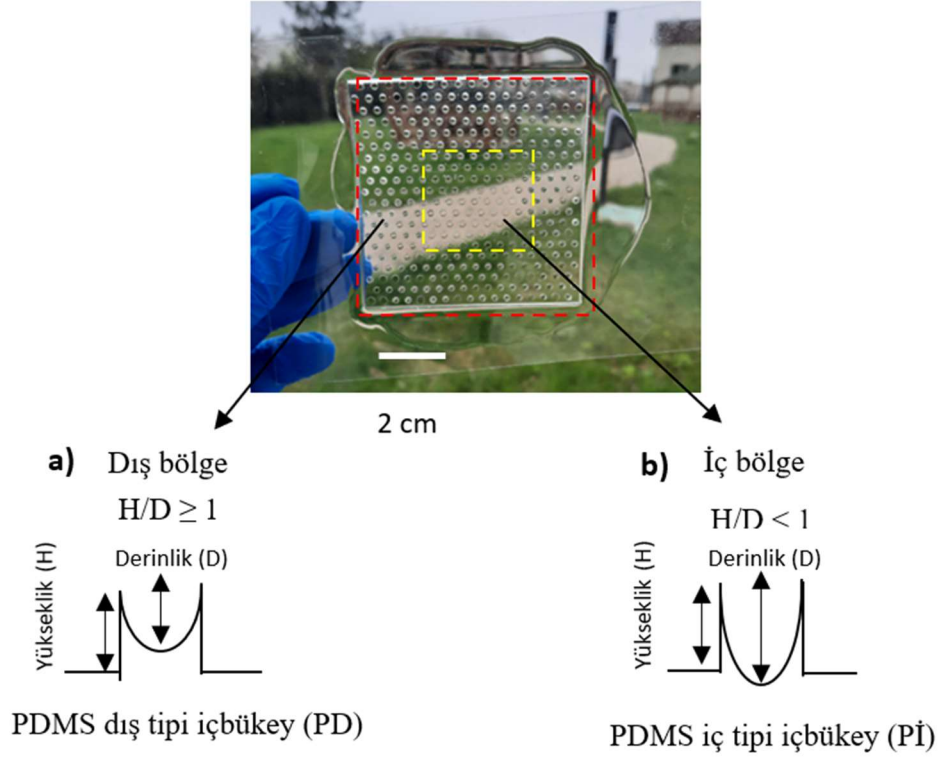 2 cm
a) Dış bölge
H/D ≥ 1
Derinlik (D)
Yükseklik (H)
PDMS dış tipi içbükey (PD)
b) İç bölge
H/D < 1
Derinlik (D)
Yükseklik (H)
PDMS iç tipi içbükey (Pİ)